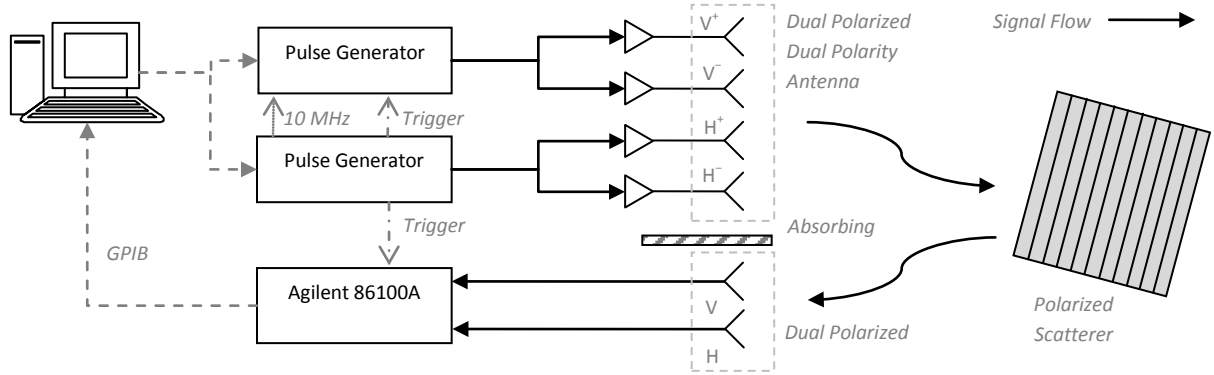 Pulse Generator
10 MHz
Trigger
Pulse Generator
Trigger
GPIB
Agilent 86100A
V+
V−
H+
H−
Dual Polarized
Dual Polarity
Antenna
Signal Flow
Absorbing
V
H
Dual Polarized
Polarized
Scatterer